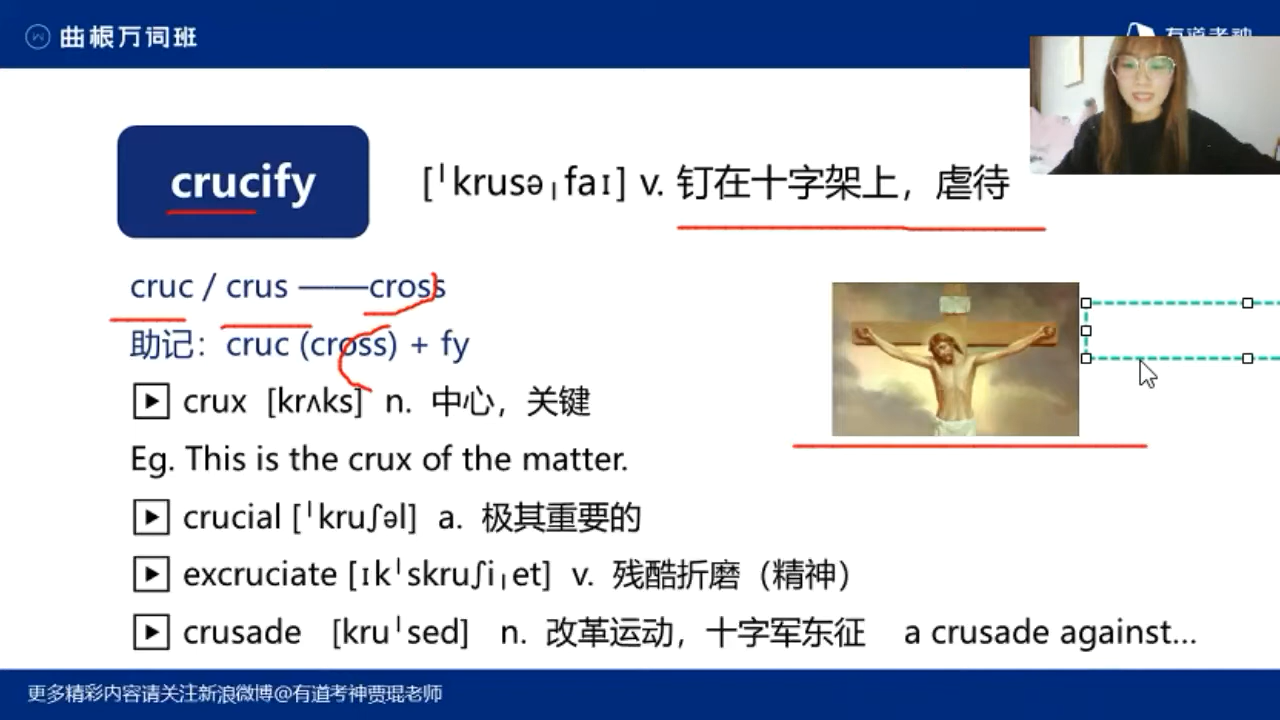 曲根万词班
有道考神
crucify
[ˈkrusəˌfaɪ] v. 钉在十字架上，虐待
cruc / crus ——cross
助记：cruc (cross) + fy
crux [krʌks] n. 中心，关键
Eg. This is the crux of the matter.
crucial [ˈkruʃəl] a. 极其重要的
excruciate [ɪkˈskruʃiˌet] v. 残酷折磨（精神）
crusade [kruˈsed] n. 改革运动，十字军东征 a crusade against...
更多精彩内容请关注新浪微博@有道考神贾琨老师